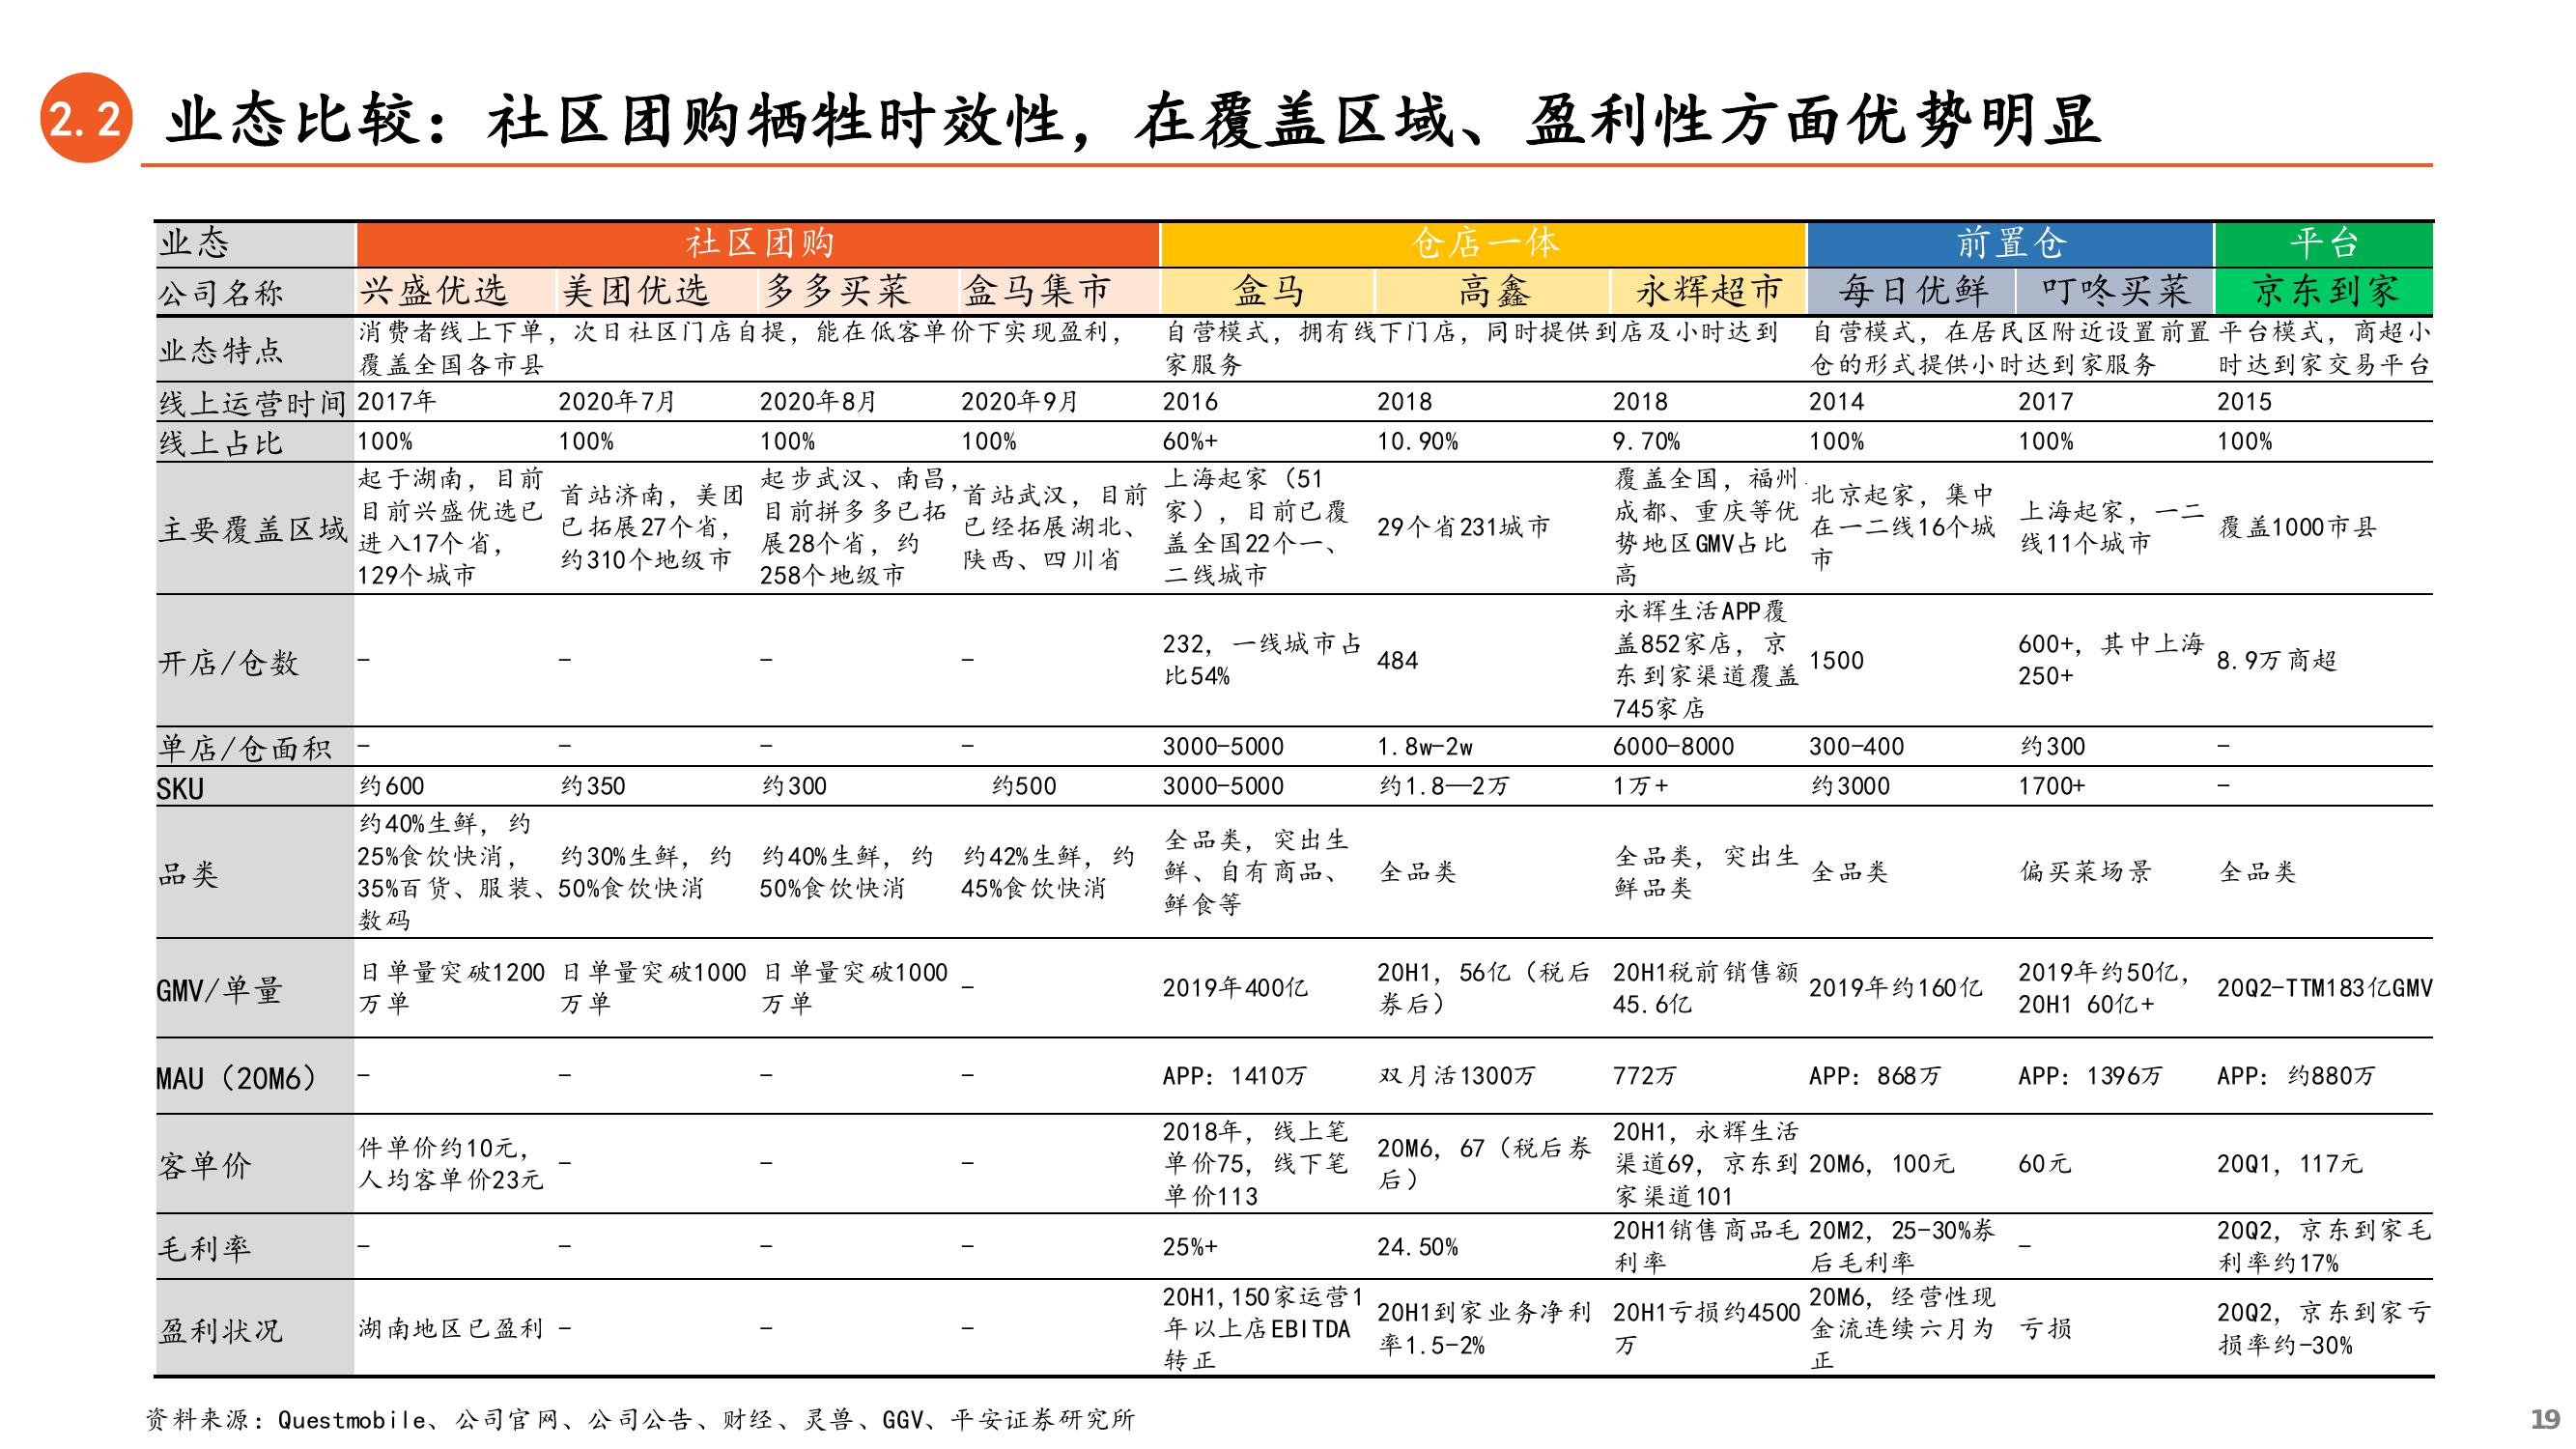 2.2 业态比较：社区团购牺牲时效性，在覆盖区域、盈利性方面优势明显
业态 社区团购 仓店一体 前置仓 平台
公司名称 兴盛优选 美团优选 多多买菜 盒马集市 盒马 高鑫 永辉超市 每日优鲜 叮咚买菜 京东到家
业态特点
消费者线上下单，次日社区门店自提，能在低客单价下实现盈利，
覆盖全国各市县
自营模式，拥有线下门店，同时提供到店及小时达到
家服务
自营模式，在居民区附近设置前置
仓的形式提供小时达到家服务
平台模式，商超小
时达到家交易平台
线上运营时间 2017年 2020年7月 2020年8月 2020年9月 2016 2018 2018 2014 2017 2015
线上占比 100% 100% 100% 100% 60%+ 10.90% 9.70% 100% 100% 100%
主要覆盖区域
起于湖南，目前
目前兴盛优选已
进入17个省，
129个城市
首站济南，美团
已拓展27个省，
约310个地级市
起步武汉、南昌，
目前拼多多已拓
展28个省，约
258个地级市
首站武汉，目前
已经拓展湖北、
陕西、四川省
上海起家（51
家），目前已覆
盖全国22个一、
二线城市
29个省231城市
覆盖全国，福州、
成都、重庆等优
势地区GMV占比
高
北京起家，集中
在一二线16个城
市
上海起家，一二
线11个城市
覆盖1000市县
开店/仓数
-
-
-
-
232，一线城市占
比54%
484
永辉生活APP覆
盖852家店，京
东到家渠道覆盖
745家店
1500
600+，其中上海
250+
8.9万商超
单店/仓面积 - - - - 3000-5000 1.8w-2w 6000-8000 300-400 约300 -
SKU 约600 约350 约300 约500 3000-5000 约1.8—2万 1万+ 约3000 1700+ -
品类
约40%生鲜，约
25%食饮快消，
35%百货、服装、
数码
约30%生鲜，约
50%食饮快消
约40%生鲜，约
50%食饮快消
约42%生鲜，约
45%食饮快消
全品类，突出生
鲜、自有商品、
鲜食等
全品类
全品类，突出生
鲜品类
全品类
偏买菜场景
全品类
GMV/单量
日单量突破1200
万单
日单量突破1000
万单
日单量突破1000
万单
-
2019年400亿
20H1，56亿（税后
券后）
20H1税前销售额
45.6亿
2019年约160亿
2019年约50亿，
20H1 60亿+
20Q2-TTM183亿GMV
MAU（20M6） - - - - APP：1410万 双月活1300万 772万 APP：868万 APP：1396万 APP：约880万
客单价
件单价约10元，
人均客单价23元
-
-
-
2018年，线上笔
单价75，线下笔
单价113
20M6，67（税后券
后）
20H1，永辉生活
渠道69，京东到
家渠道101
20M6，100元
60元
20Q1，117元
毛利率
-
-
-
-
25%+
24.50%
20H1销售商品毛
利率
20M2，25-30%券
后毛利率
-
20Q2，京东到家毛
利率约17%
盈利状况
湖南地区已盈利
-
-
-
20H1,150家运营1
年以上店EBITDA
转正
20H1到家业务净利
率1.5-2%
20H1亏损约4500
万
20M6，经营性现
金流连续六月为
正
亏损
20Q2，京东到家亏
损率约-30%
资料来源：Questmobile、公司官网、公司公告、财经、灵兽、GGV、平安证券研究所
19